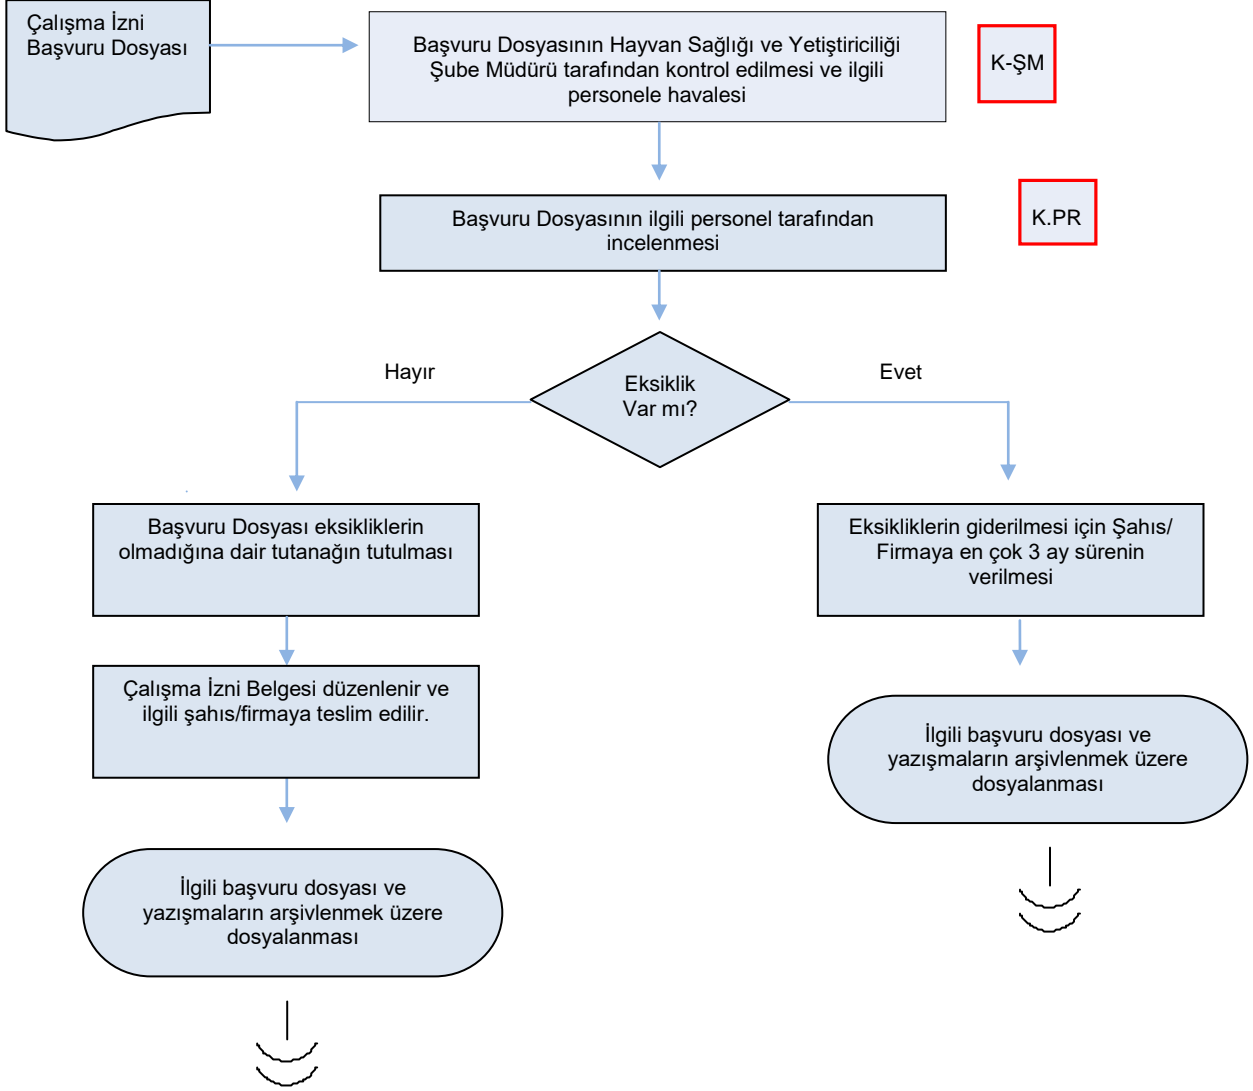 Çalışma İzni
Başvuru Dosyası
Başvuru Dosyasının Hayvan Sağlığı ve Yetiştiriciliği
Şube Müdürü tarafından kontrol edilmesi ve ilgili
personele havalesi
K-ŞM
Başvuru Dosyasının ilgili personel tarafından
incelenmesi
K.PR
Hayır
Eksiklik
Var mı?
Evet
Başvuru Dosyası eksikliklerin
olmadığına dair tutanağın tutulması
Eksikliklerin giderilmesi için Şahıs/
Firmaya en çok 3 ay sürenin
verilmesi
Çalışma İzni Belgesi düzenlenir ve
ilgili şahıs/firmaya teslim edilir.
İlgili başvuru dosyası ve
yazışmaların arşivlenmek üzere
dosyalanması
İlgili başvuru dosyası ve
yazışmaların arşivlenmek üzere
dosyalanması